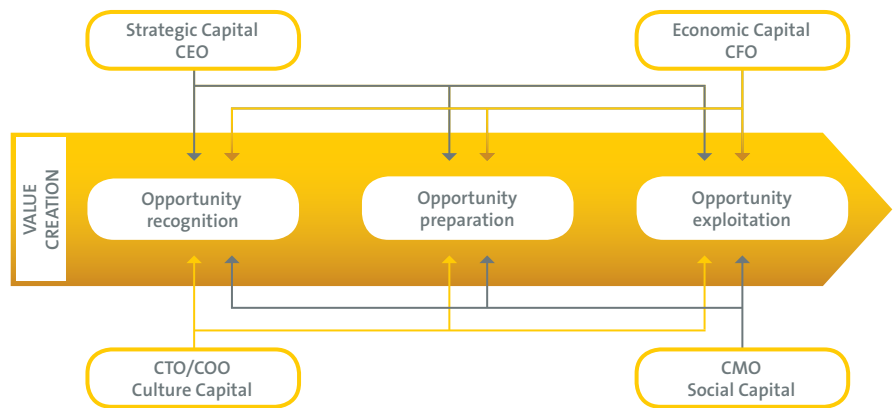 Strategic Capital
CEO
Economic Capital
CFO
VALUE
CREATION
Opportunity
recognition
Opportunity
preparation
Opportunity
exploitation
CTO/COO
Culture Capital
CMO
Social Capital